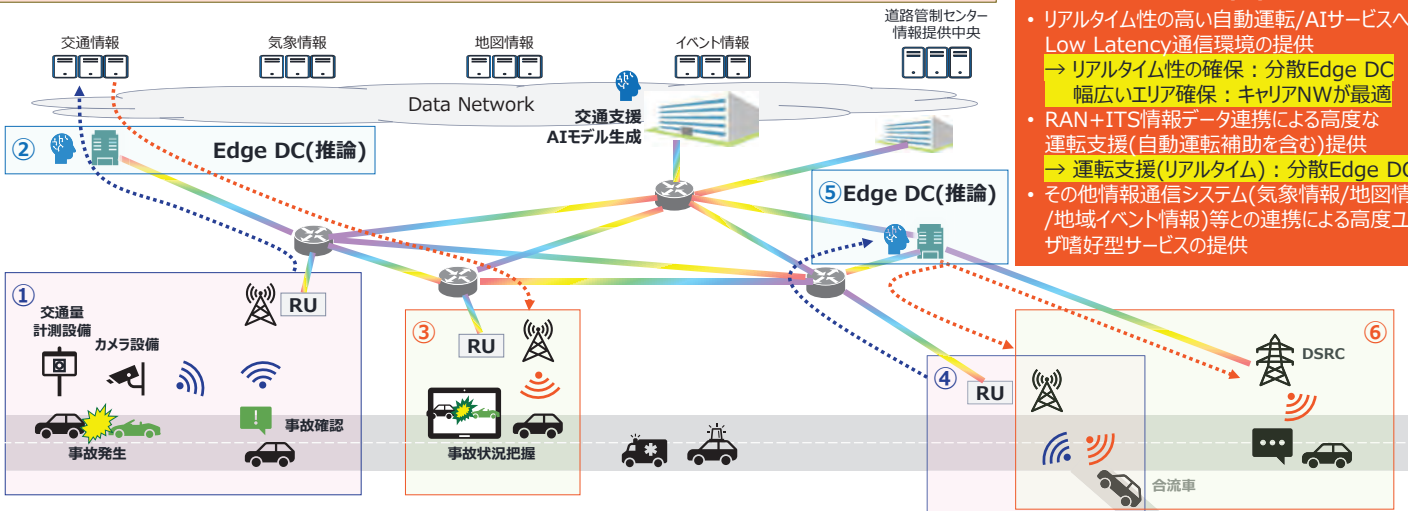 交通情報
気象情報
地図情報
イベント情報
道路管制センター
情報提供中央
Data Network
交通支援
AIモデル生成
② Edge DC(推論)
⑤Edge DC(推論)
・リアルタイム性の高い自動運転/AIサービスへ
Low Latency通信環境の提供
→ リアルタイム性の確保：分散Edge DC
幅広いエリア確保：キャリアNWが最適
・RAN+ITS情報データ連携による高度な
運転支援(自動運転補助を含む)提供
→ 運転支援(リアルタイム)：分散Edge DC
・その他情報通信システム(気象情報/地図情
/地域イベント情報)等との連携による高度ユ
ザ嗜好型サービスの提供
①
交通量
計測設備
カメラ設備
RU
事故発生
事故確認
③
RU
事故状況把握
④
RU
合流車
⑥
DSRC